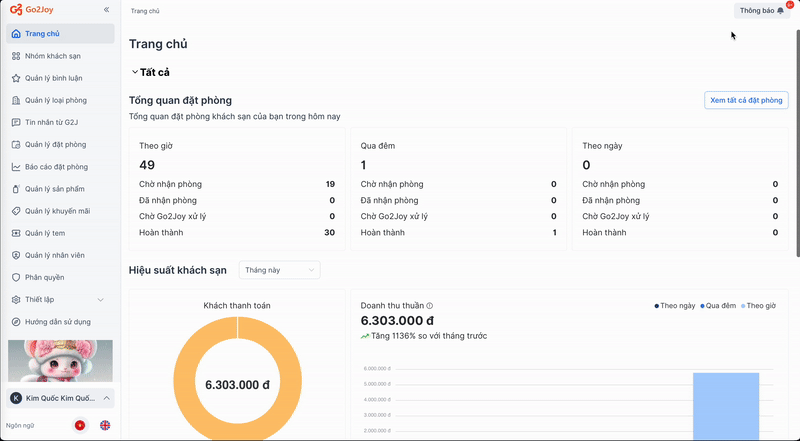 Go2Joy
Trang chủ
Nhóm khách sạn
Quản lý bình luận
Quản lý loại phòng
Tin nhắn từ G2J
Quản lý đặt phòng
Báo cáo đặt phòng
Quản lý sản phẩm
Quản lý khuyến mãi
Quản lý tem
Quản lý nhân viên
Phân quyền
Thiết lập
Hướng dẫn sử dụng
K Kim Quốc Kim Quố...
Ngôn ngữ
Trang chủ
Thông báo
Trang chủ
Tất cả
Tổng quan đặt phòng
Xem tất cả đặt phòng
Tổng quan đặt phòng khách sạn của bạn trong hôm nay
Theo giờ
49
Chờ nhận phòng 19
Đã nhận phòng 0
Chờ Go2Joy xử lý 0
Hoàn thành 30
Qua đêm
1
Chờ nhận phòng 0
Đã nhận phòng 0
Chờ Go2Joy xử lý 0
Hoàn thành 1
Theo ngày
0
Chờ nhận phòng 0
Đã nhận phòng 0
Chờ Go2Joy xử lý 0
Hoàn thành 0
Hiệu suất khách sạn
Tháng này
Khách thanh toán
6.303.000 đ
Doanh thu thuần
Theo ngày Qua đêm Theo giờ
6.303.000 đ
Tăng 1136% so với tháng trước
6.000.000 đ
5.000.000 đ
4.000.000 đ
3.000.000 đ
2.000.000 đ